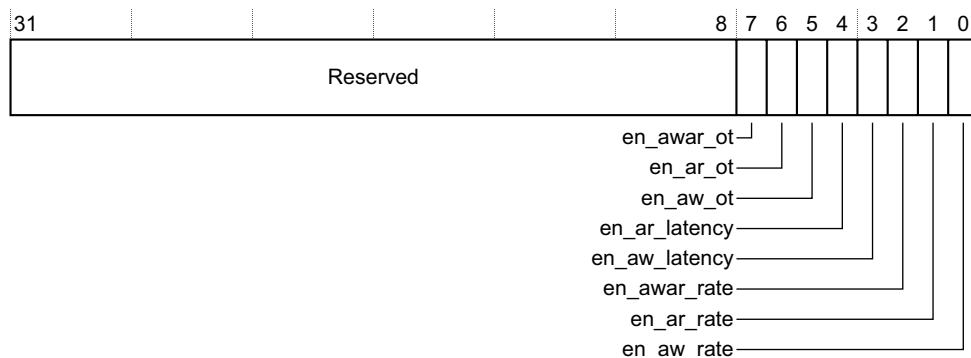 31 8 7 6 5 4 3 2 1 0
Reserved
en_awar_ot
en_ar_ot
en_aw_ot
en_ar_latency
en_aw_latency
en_awar_rate
en_ar_rate
en_aw_rate